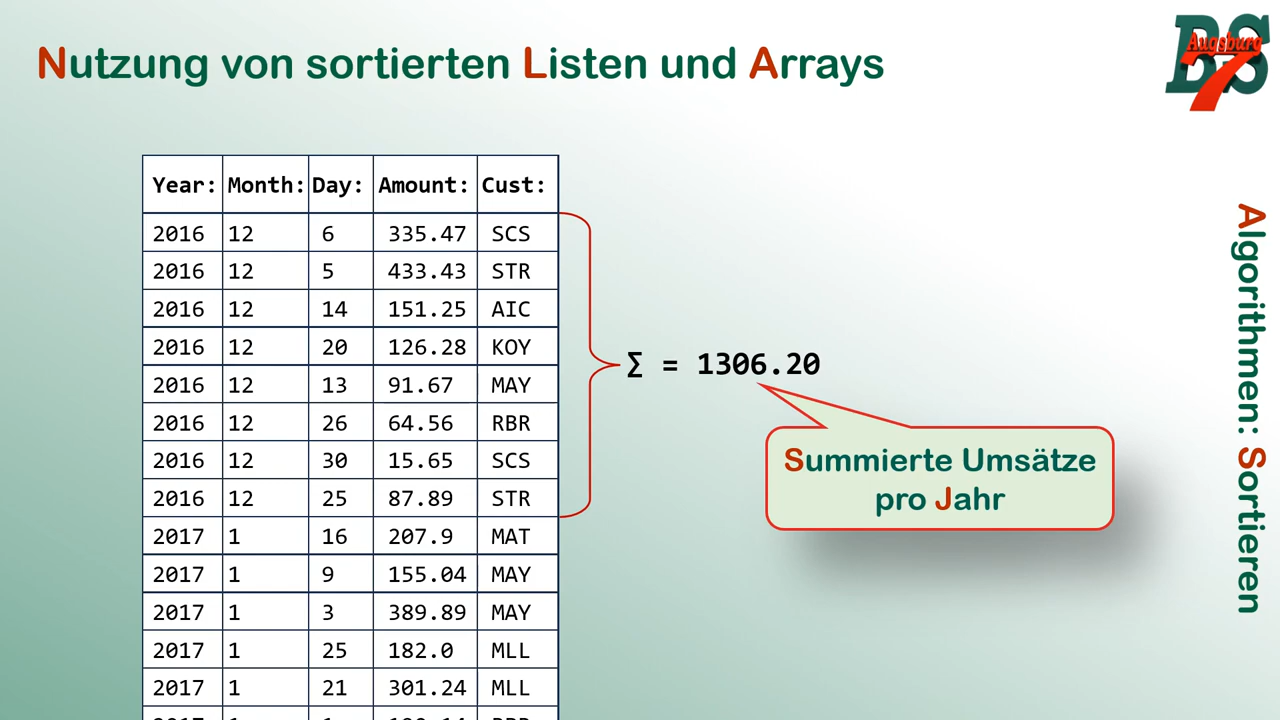 Nutzung von sortierten Listen und Arrays
BS
Augsburg
7
Year: Month: Day: Amount: Cust:
2016 12 6 335.47 SCS
2016 12 5 433.43 STR
2016 12 14 151.25 AIC
2016 12 20 126.28 KOY
2016 12 13 91.67 MAY
2016 12 26 64.56 RBR
2016 12 30 15.65 SCS
2016 12 25 87.89 STR
2017 1 16 207.9 MAT
2017 1 9 155.04 MAY
2017 1 3 389.89 MAY
2017 1 25 182.0 MLL
2017 1 21 301.24 MLL
∑ = 1306.20
Summierte Umsätze
pro Jahr
Algorithmen: Sortieren